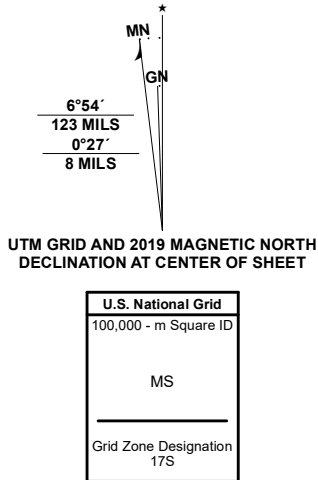 ★
MN
GN
6°54´
123 MILS
0°27´
8 MILS
UTM GRID AND 2019 MAGNETIC NORTH
DECLINATION AT CENTER OF SHEET
U.S. National Grid
100,000 - m Square ID
MS
Grid Zone Designation
17S